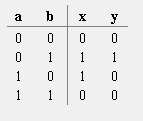 a b x y
0 0 0 0
0 1 1 1
1 0 1 0
1 1 0 0